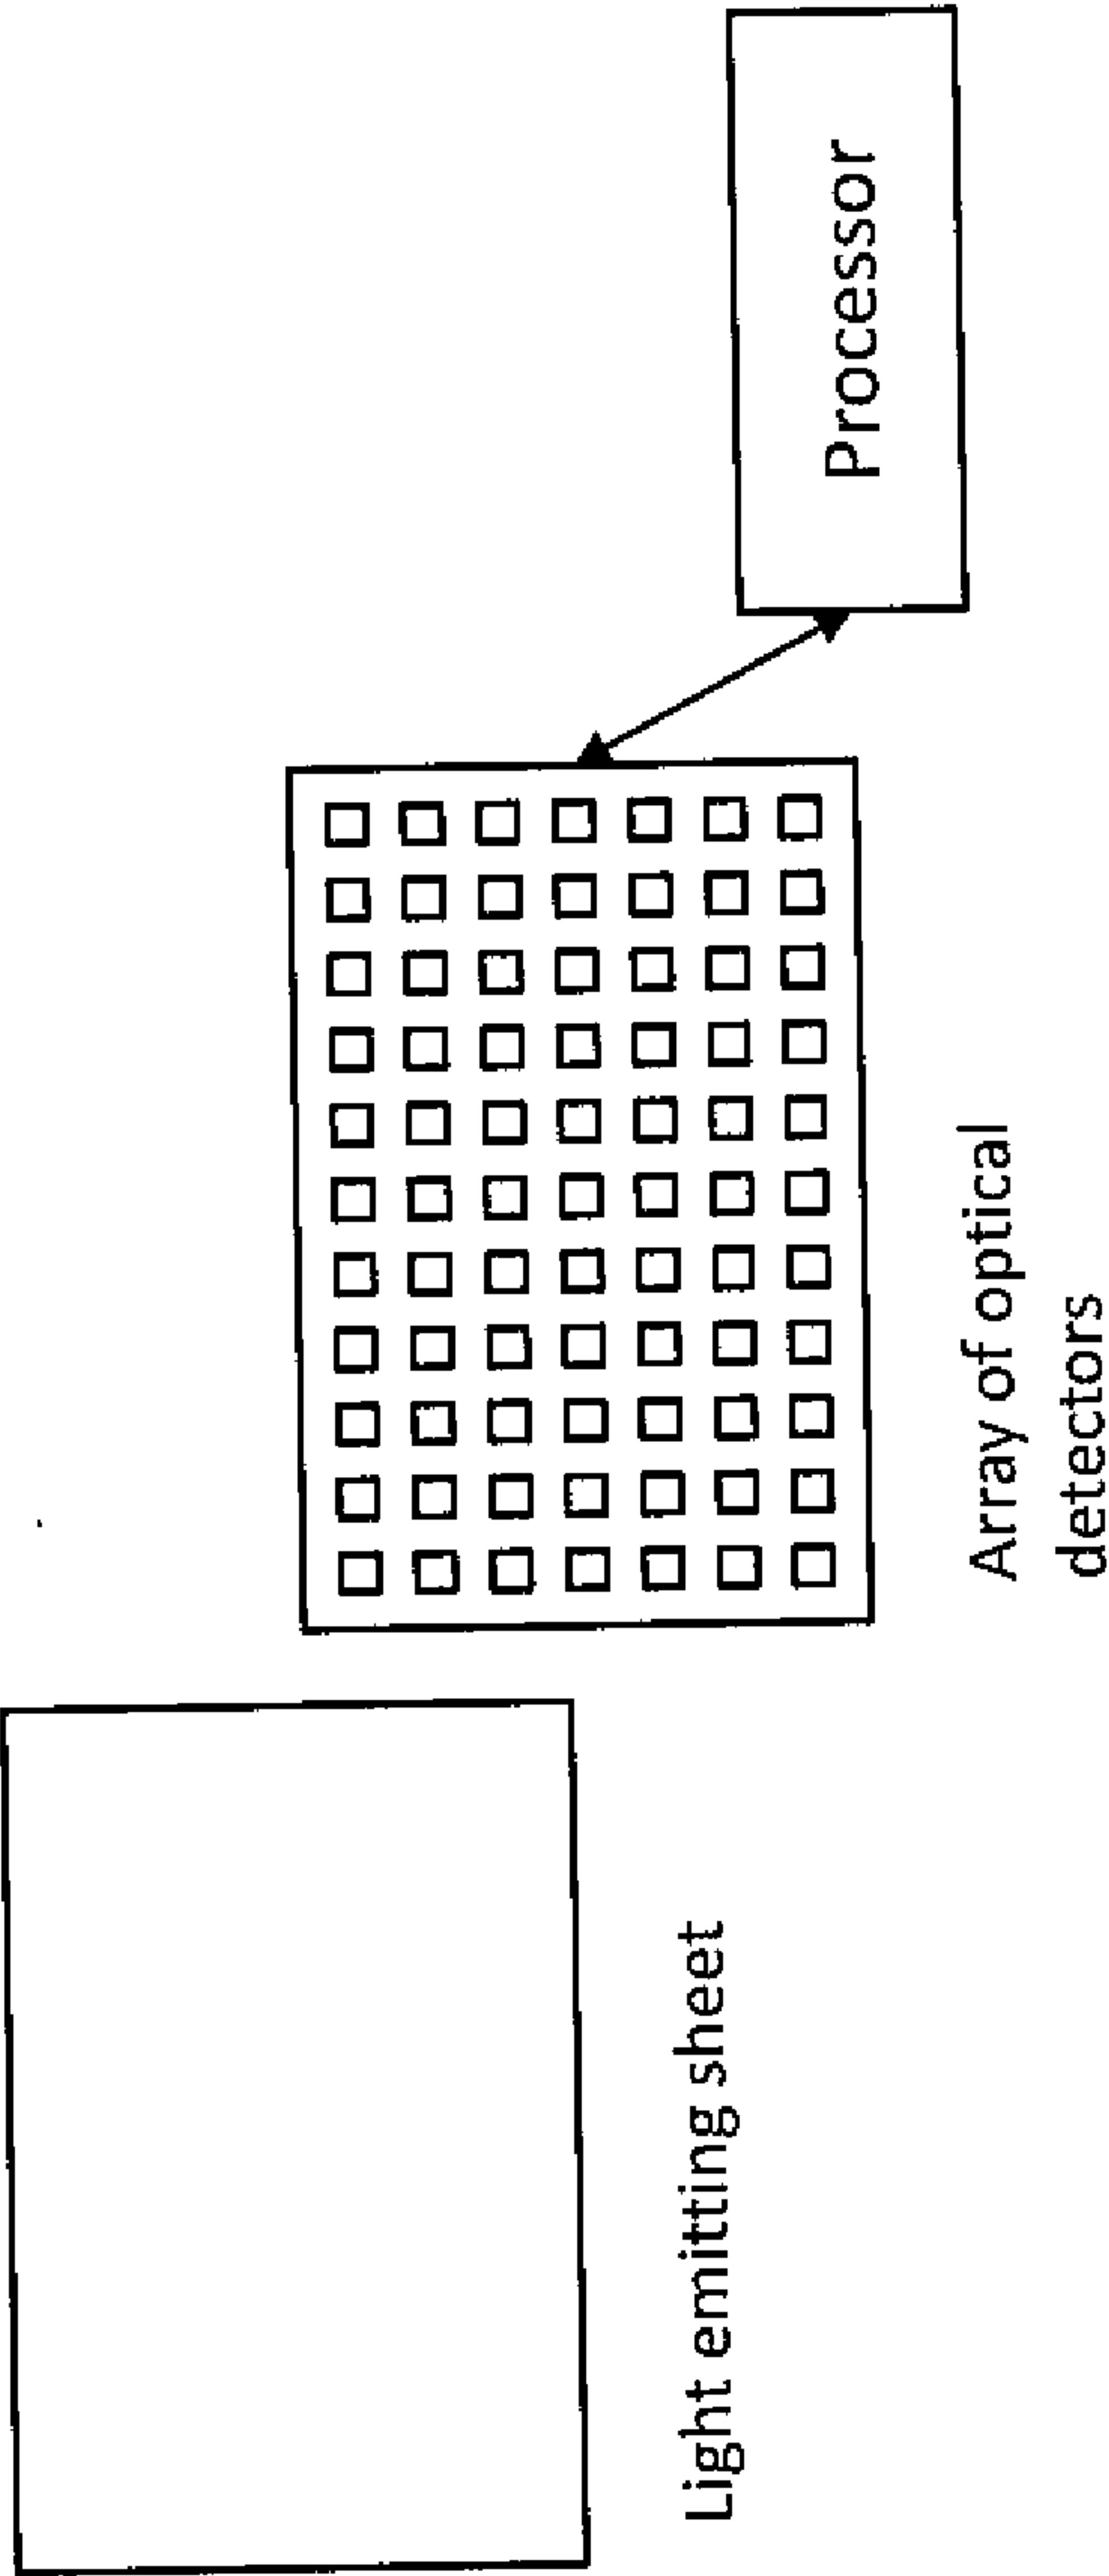 Light emitting sheet
Array of optical
detectors
Processor